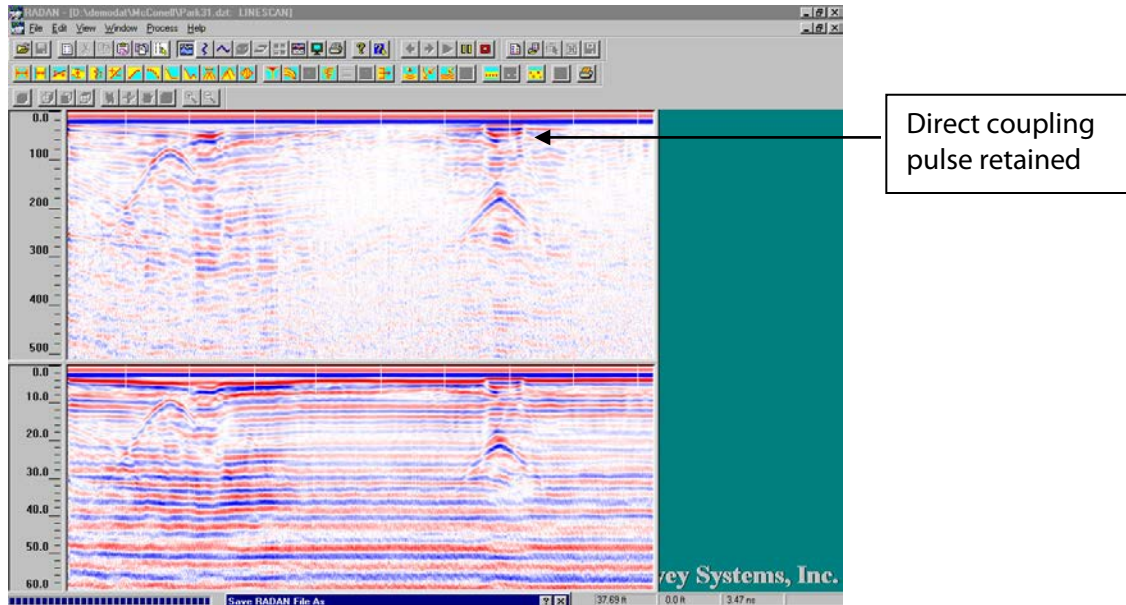 RADAN - [D:\demodal\McConell\Park31.dzt: LINESCAN]
File Edit View Window Process Help
0.0
100
200
300
400
500
0.0
10.0
20.0
30.0
40.0
50.0
60.0
Direct coupling
pulse retained
vey Systems, Inc.
Save RADAN File As
37.69 ft 0.0 ft 3.47 ns